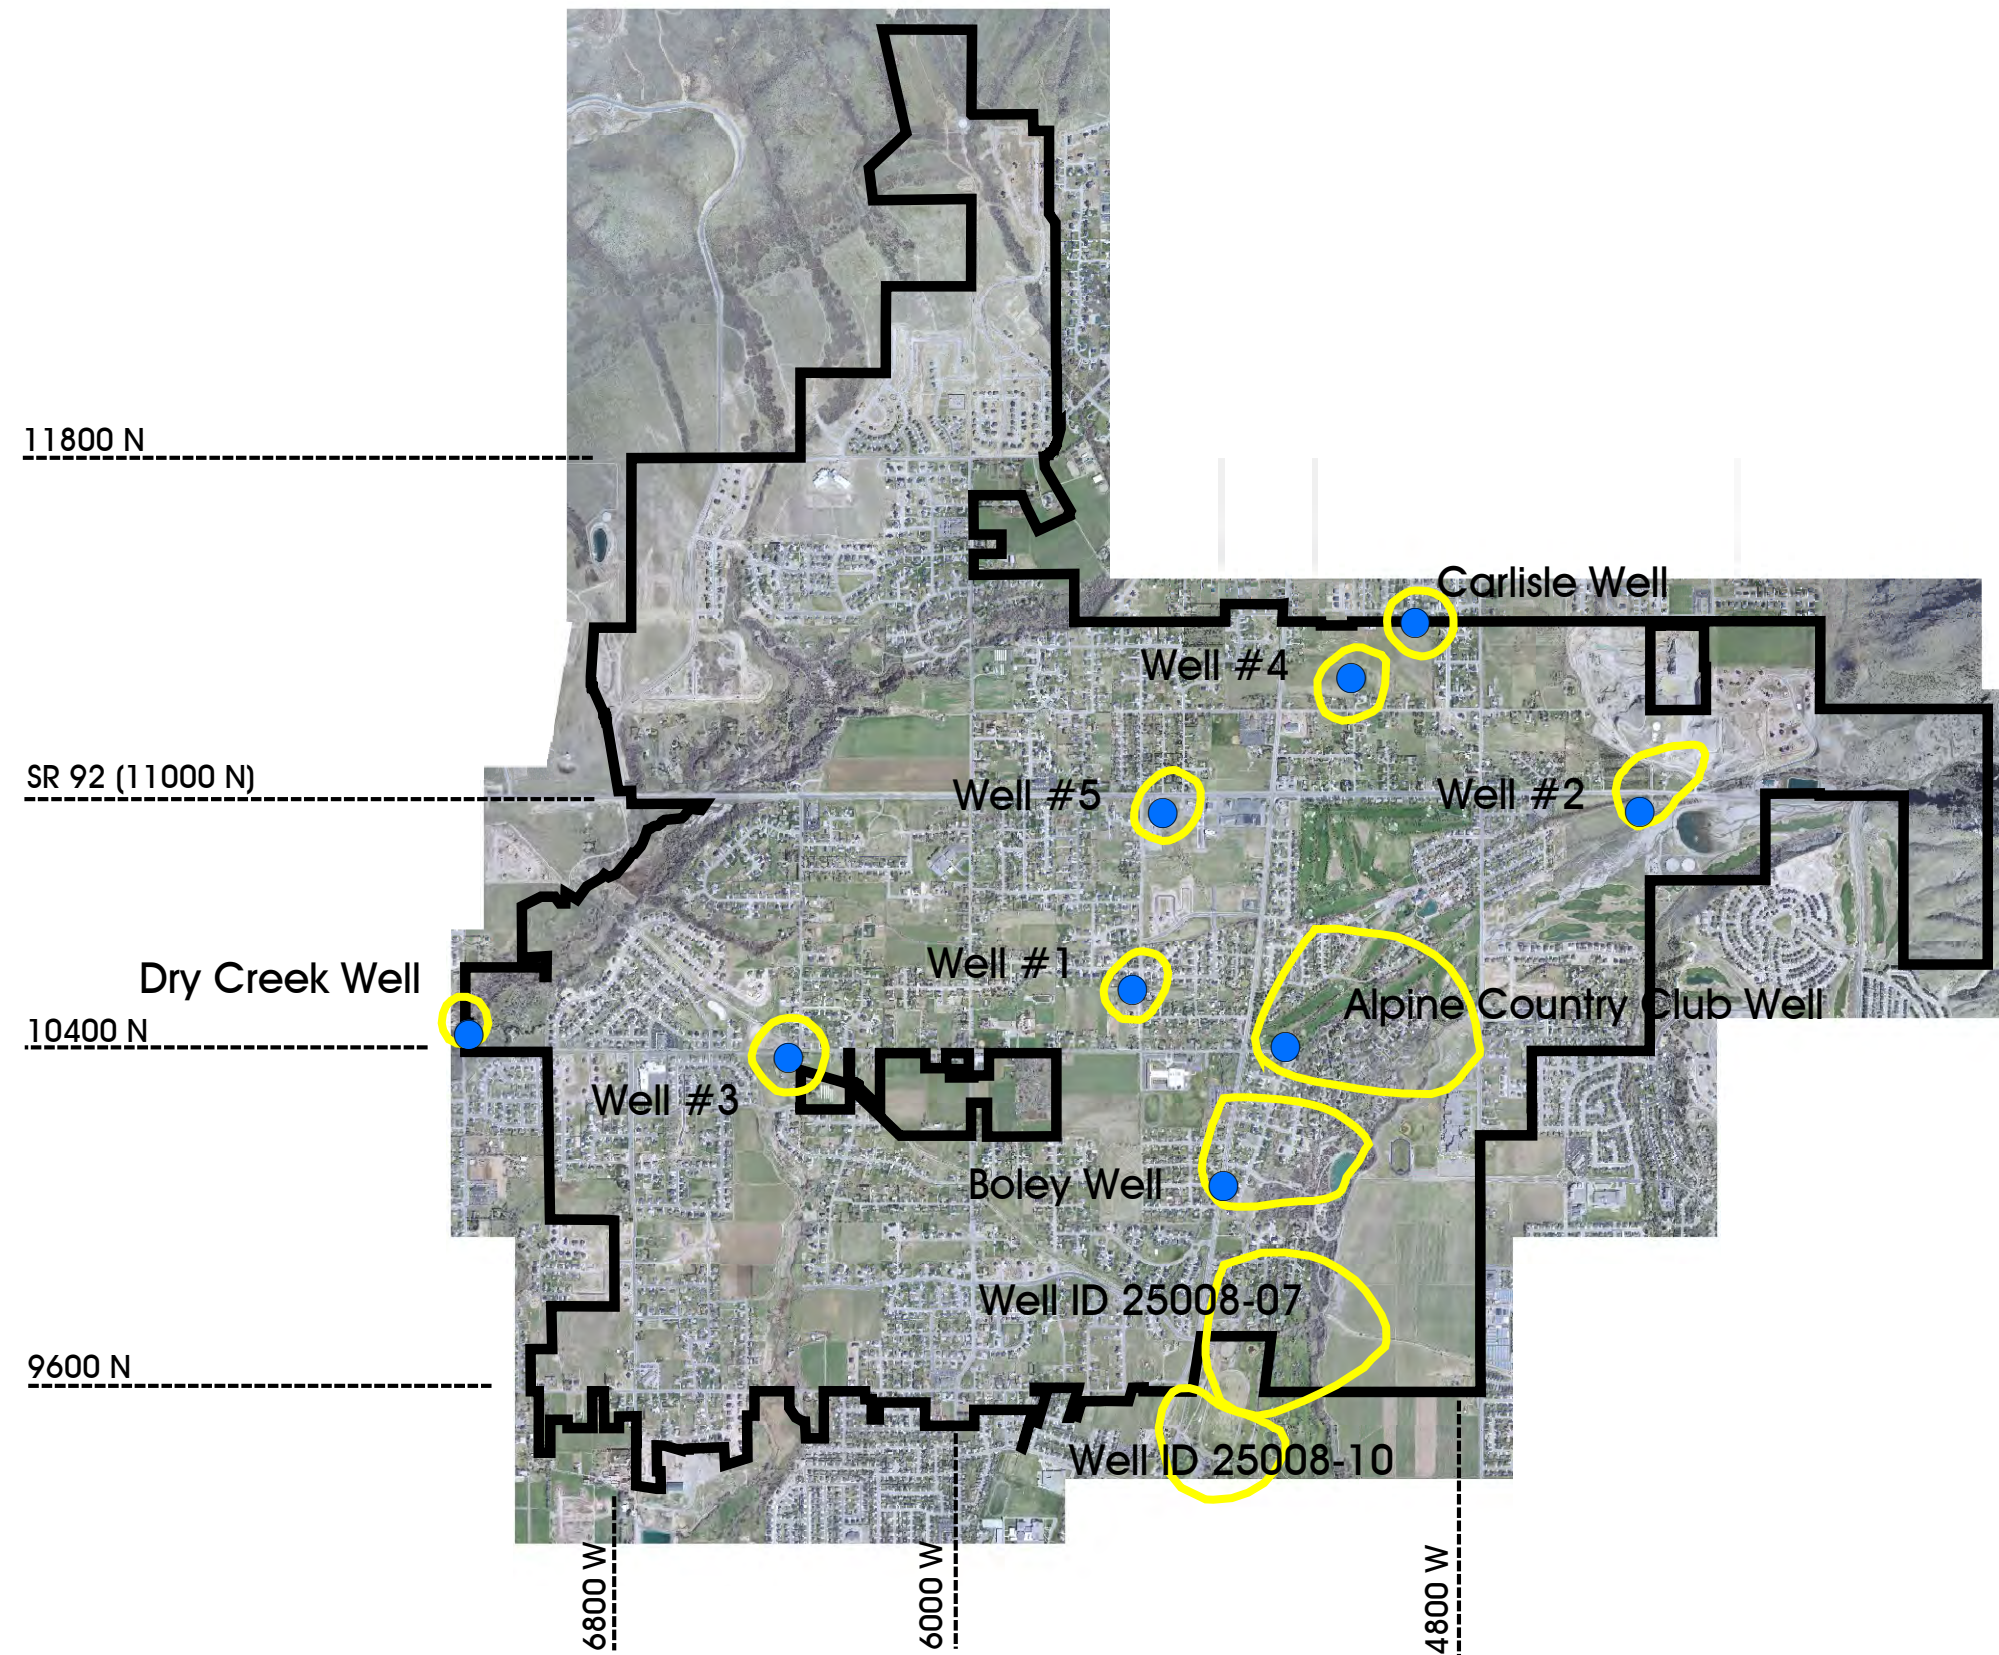 11800 N
Carlisle Well
Well #4
SR 92 (11000 N)
Well #5
Well #2
Well #1
Dry Creek Well
Alpine Country Club Well
10400 N
Well #3
Boley Well
Well ID 25008-07
9600 N
Well ID 25008-10
6800 W
6000 W
4800 W